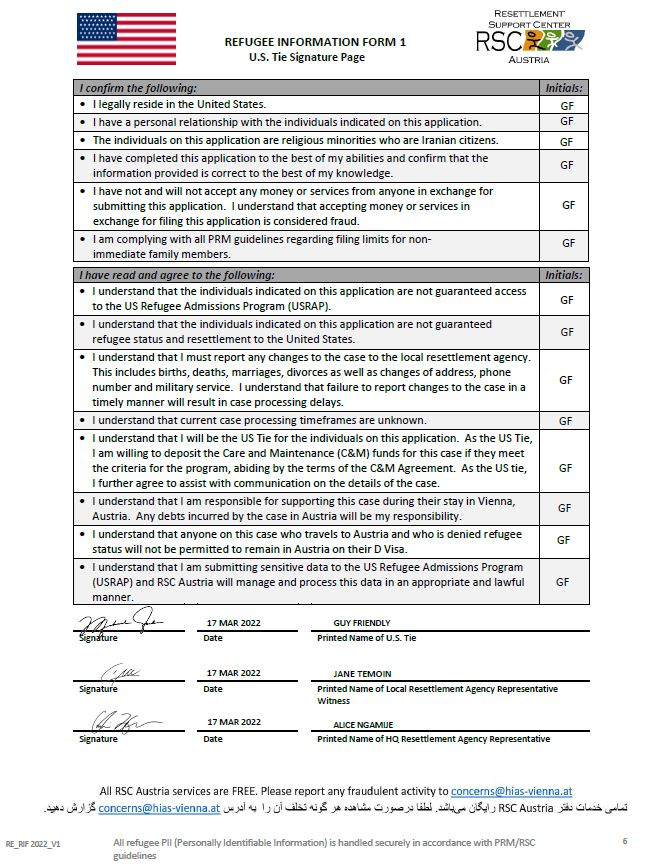 RESETTLEMENT
SUPPORT CENTER
RSC
AUSTRIA
REFUGEE INFORMATION FORM 1
U.S. Tie Signature Page
I confirm the following: Initials:
• I legally reside in the United States. GF
• I have a personal relationship with the individuals indicated on this application. GF
• The individuals on this application are religious minorities who are Iranian citizens. GF
• I have completed this application to the best of my abilities and confirm that the
information provided is correct to the best of my knowledge. GF
• I have not and will not accept any money or services from anyone in exchange for
submitting this application. I understand that accepting money or services in
exchange for filing this application is considered fraud. GF
• I am complying with all PRM guidelines regarding filing limits for non-
immediate family members. GF
I have read and agree to the following: Initials:
• I understand that the individuals indicated on this application are not guaranteed access
to the US Refugee Admissions Program (USRAP). GF
• I understand that the individuals indicated on this application are not guaranteed
refugee status and resettlement to the United States. GF
• I understand that I must report any changes to the case to the local resettlement agency.
This includes births, deaths, marriages, divorces as well as changes of address, phone
number and military service. I understand that failure to report changes to the case in a
timely manner will result in case processing delays. GF
• I understand that current case processing timeframes are unknown. GF
• I understand that I will be the US Tie for the individuals on this application. As the US Tie,
I am willing to deposit the Care and Maintenance (C&M) funds for this case if they meet
the criteria for the program, abiding by the terms of the C&M Agreement. As the US tie,
I further agree to assist with communication on the details of the case. GF
• I understand that I am responsible for supporting this case during their stay in Vienna,
Austria. Any debts incurred by the case in Austria will be my responsibility. GF
• I understand that anyone on this case who travels to Austria and who is denied refugee
status will not be permitted to remain in Austria on their D Visa. GF
• I understand that I am submitting sensitive data to the US Refugee Admissions Program
(USRAP) and RSC Austria will manage and process this data in an appropriate and lawful
manner. GF
17 MAR 2022 GUY FRIENDLY
Signature Date Printed Name of U.S. Tie
17 MAR 2022 JANE TEMOIN
Signature Date Printed Name of Local Resettlement Agency Representative
Witness
17 MAR 2022 ALICE NGAMIJE
Signature Date Printed Name of HQ Resettlement Agency Representative
All RSC Austria services are FREE. Please report any fraudulent activity to concerns@hias-vienna.at
تمامی خدمات دفتر RSC Austria رایگان می‌باشد. لطفا درصورت مشاهده هر گونه تخلف آن را به آدرس concerns@hias-vienna.at گزارش دهید.
RE_RIF 2022_V1 All refugee PII (Personally Identifiable Information) is handled securely in accordance with PRM/RSC 6
guidelines